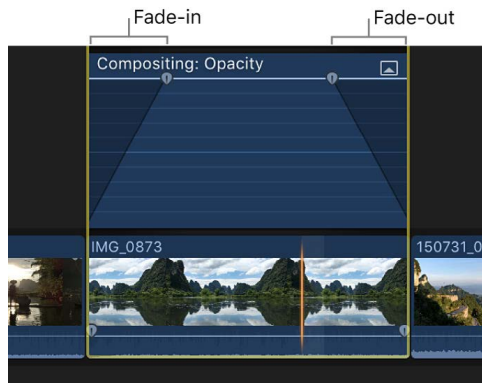 Fade-in
Fade-out
Compositing: Opacity
IMG_0873
150731_0